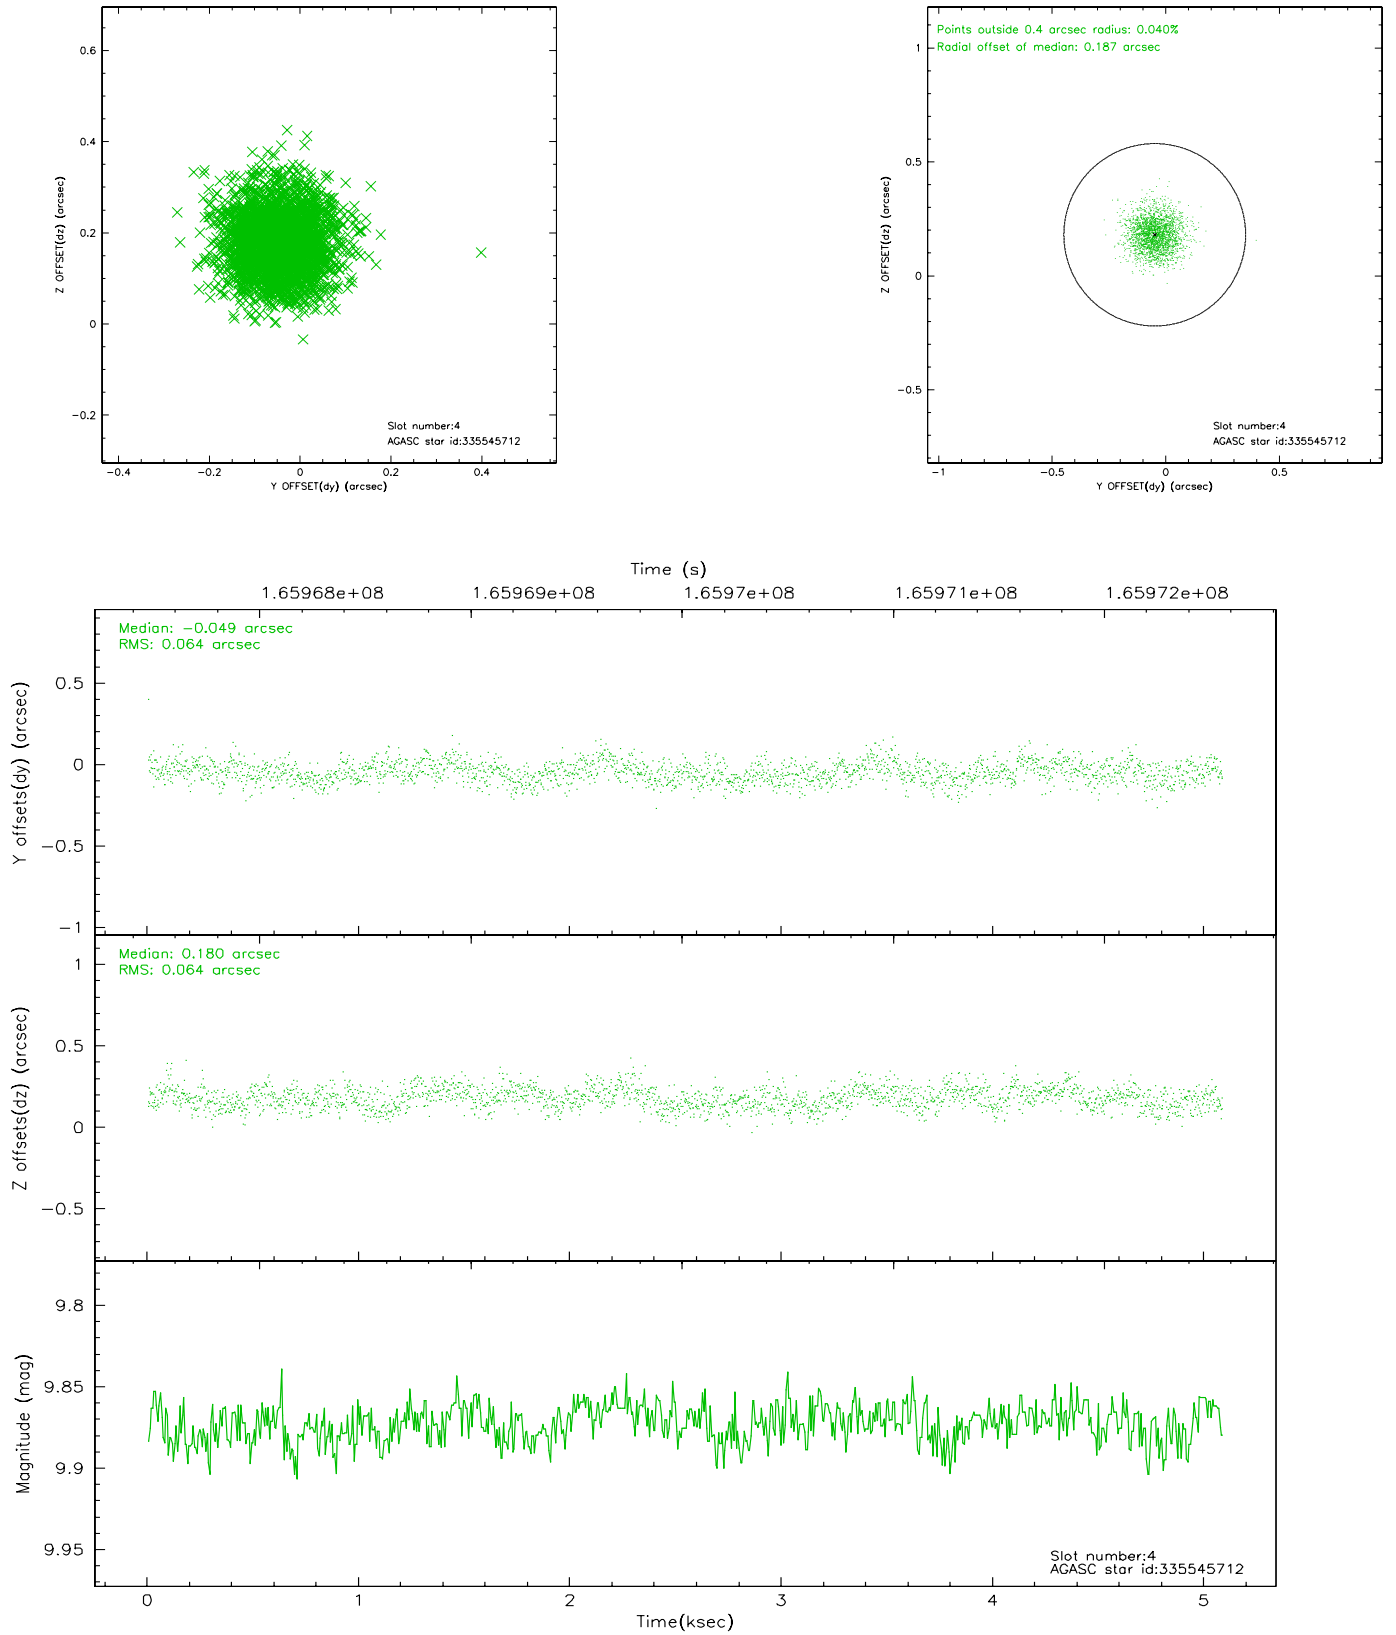 0.6
0.4
0.2
0
−0.2
Z OFFSET(dz) (arcsec)
Slot number:4
AGASC star id:335545712
−0.4 −0.2 0 0.2 0.4
Y OFFSET(dy) (arcsec)
Points outside 0.4 arcsec radius: 0.040%
Radial offset of median: 0.187 arcsec
1
0.5
0
−0.5
Z OFFSET(dz) (arcsec)
Slot number:4
AGASC star id:335545712
−1 −0.5 0 0.5
Y OFFSET(dy) (arcsec)
Time (s)
1.65968e+08 1.65969e+08 1.6597e+08 1.65971e+08 1.65972e+08
Median: −0.049 arcsec
RMS: 0.064 arcsec
0.5
0
−0.5
−1
Y offsets(dy) (arcsec)
Median: 0.180 arcsec
RMS: 0.064 arcsec
1
0.5
0
−0.5
Z offsets(dz) (arcsec)
9.8
9.85
9.9
9.95
Magnitude (mag)
Slot number:4
AGASC star id:335545712
0 1 2 3 4 5
Time(ksec)